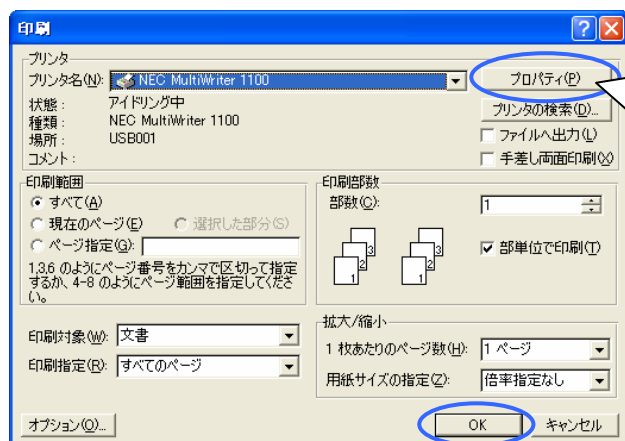 印刷
プリンタ
プリンタ名(N): NEC MultiWriter 1100
プロパティ(P)
状態: アイドリング中
プリンタの検索(D)...
種類: NEC MultiWriter 1100
場所: USB001
ファイルへ出力(L)
コメント:
手差し両面印刷(X)
印刷範囲
すべて(A)
現在のページ(E) 選択した部分(S)
ページ指定(G):
1,3,6 のようにページ番号をカンマで区切って指定
するか、4-8 のようにページ範囲を指定してくださ
い。
印刷部数
部数(C): 1
部単位で印刷(T)
1 2 3 1 2 3
印刷対象(W): 文書
印刷指定(R): すべてのページ
拡大/縮小
1 枚あたりのページ数(H): 1 ページ
用紙サイズの指定(Z): 倍率指定なし
オプション(O)...
OK
キャンセル